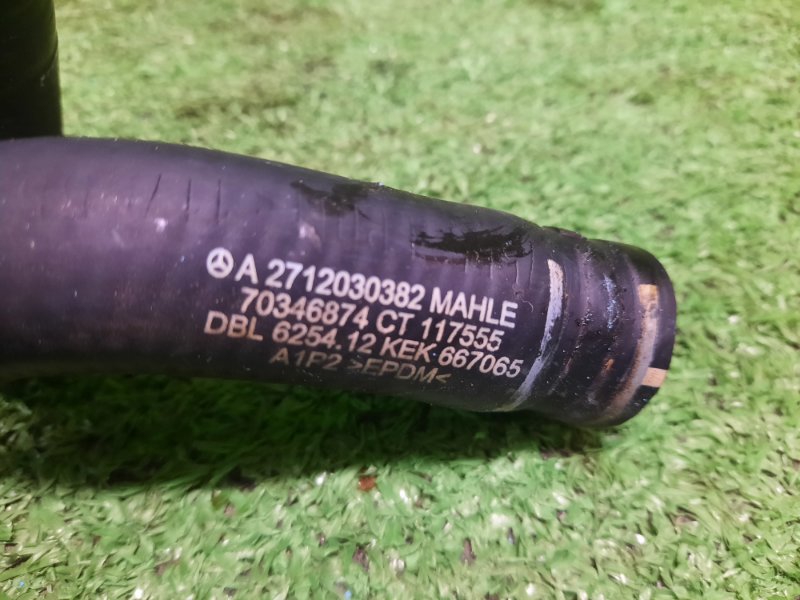 A 2712030382 MAHLE
70346874 CT 117555
DBL 6254.12 KEK 667065
A1P2 >EPDM<